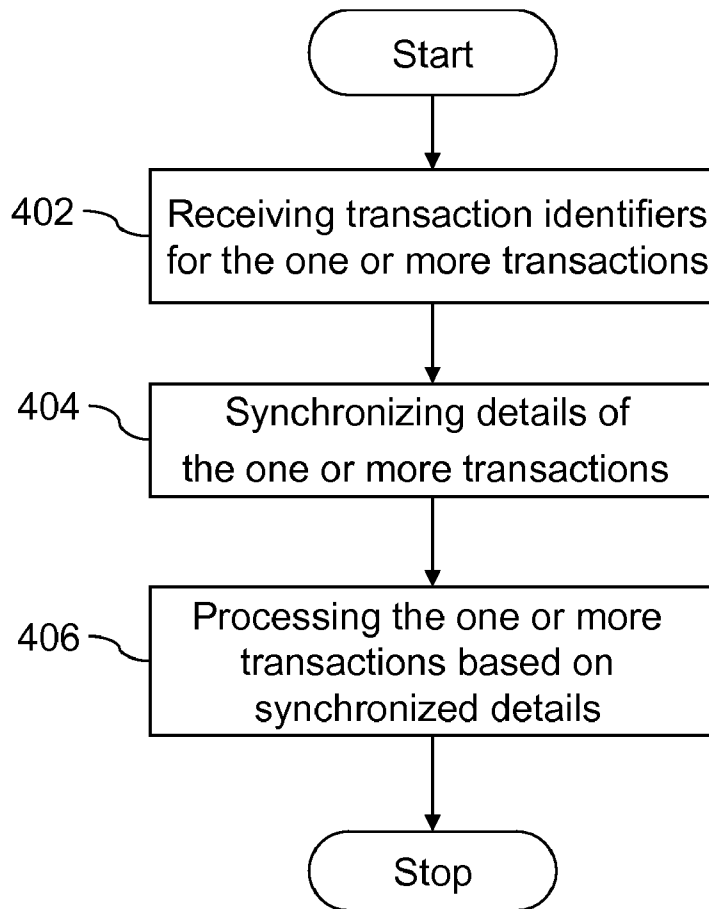 Start
402
Receiving transaction identifiers
for the one or more transactions
404
Synchronizing details of
the one or more transactions
406
Processing the one or more
transactions based on
synchronized details
Stop